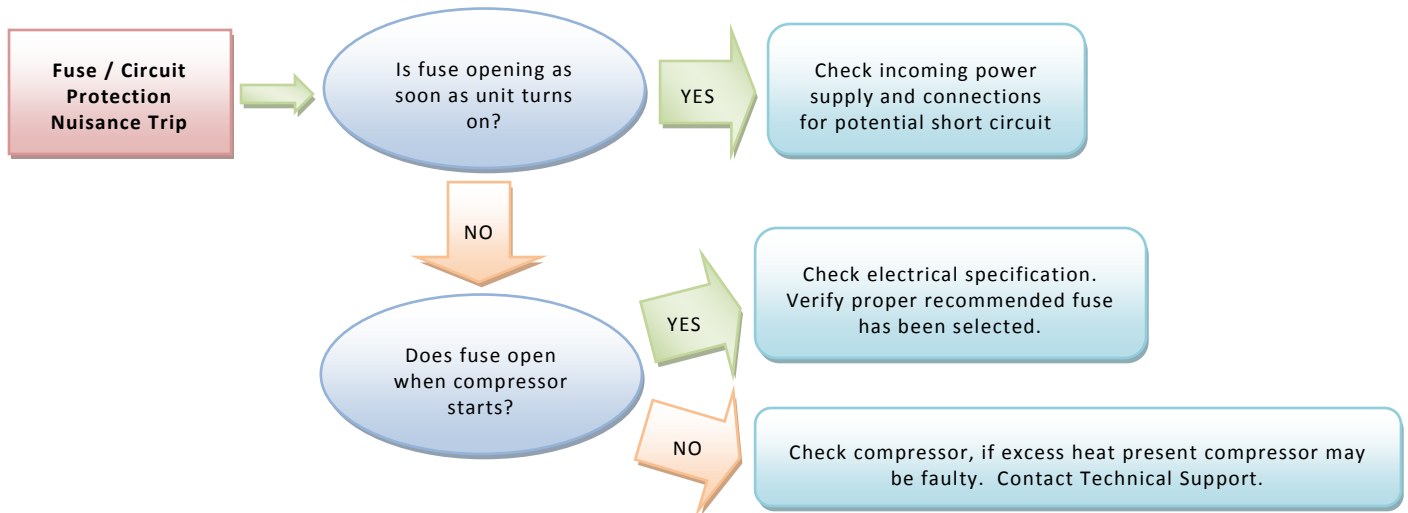 Fuse / Circuit
Protection
Nuisance Trip
Is fuse opening as
soon as unit turns
on?
YES
Check incoming power
supply and connections
for potential short circuit
NO
Does fuse open
when compressor
starts?
YES
Check electrical specification.
Verify proper recommended fuse
has been selected.
NO
Check compressor, if excess heat present compressor may
be faulty.  Contact Technical Support.